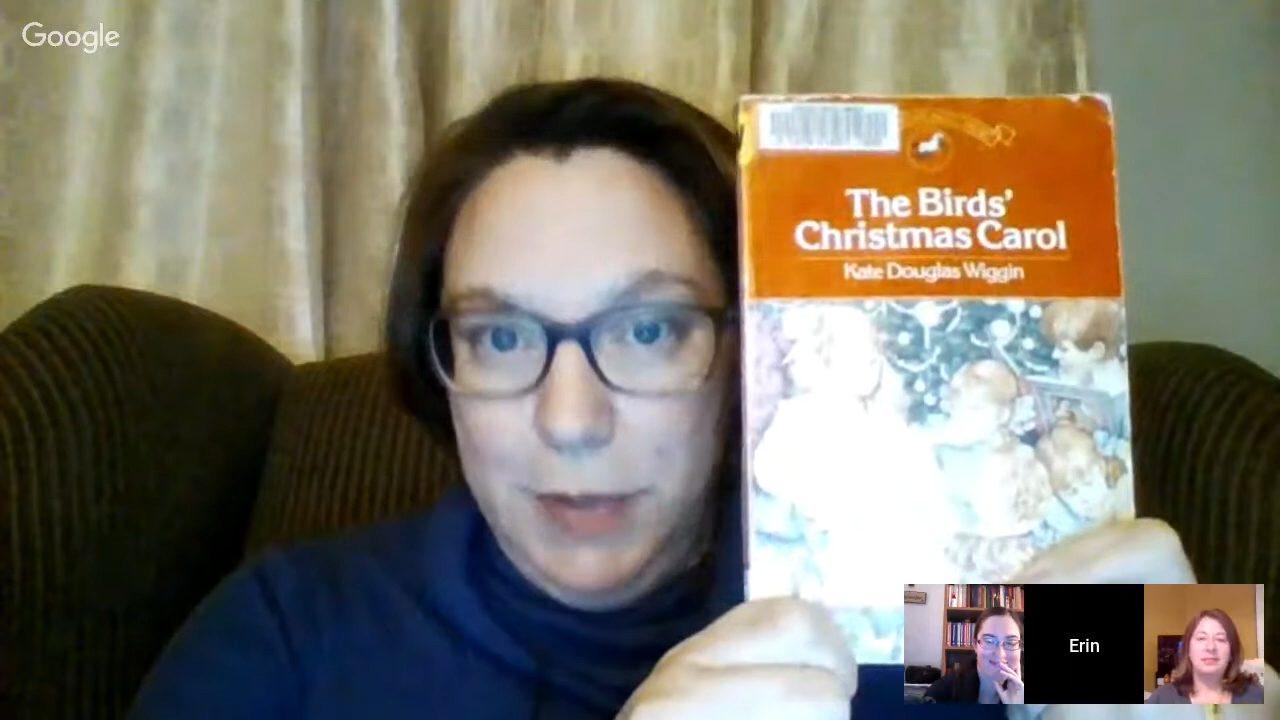 Google
The Birds'
Christmas Carol
Kate Douglas Wiggin
Erin